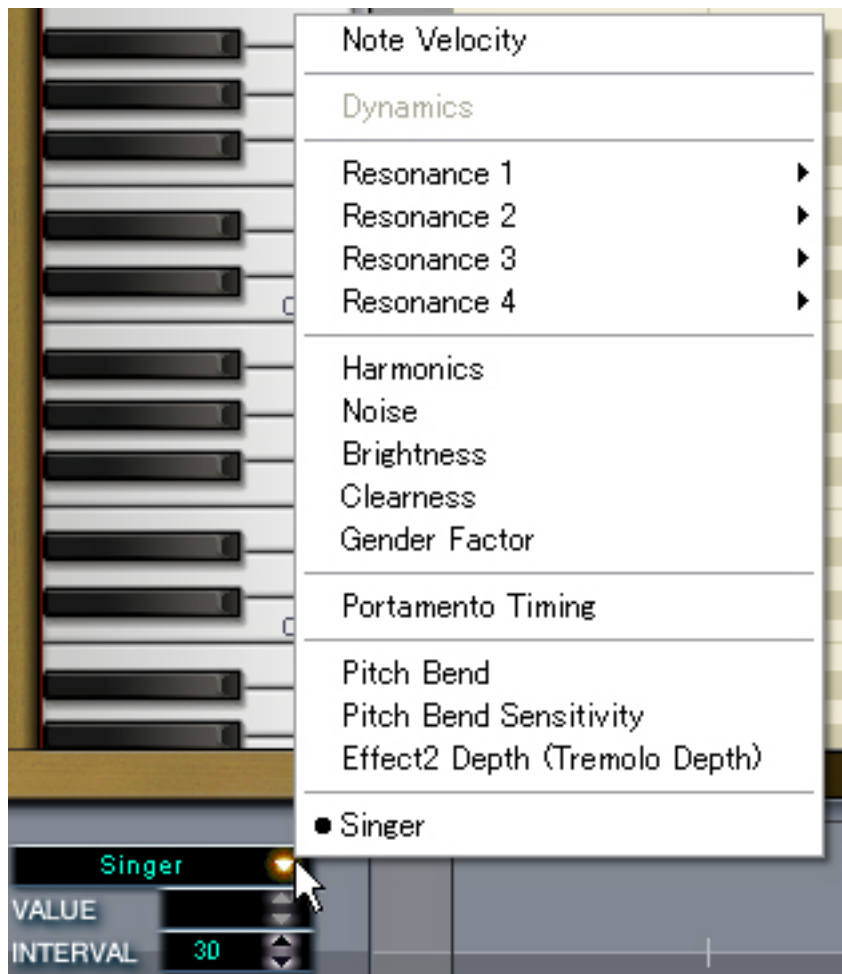 Note Velocity
Dynamics
Resonance 1
Resonance 2
Resonance 3
Resonance 4
Harmonics
Noise
Brightness
Clearness
Gender Factor
Portamento Timing
Pitch Bend
Pitch Bend Sensitivity
Effect2 Depth (Tremolo Depth)
Singer
Singer
VALUE
INTERVAL 30